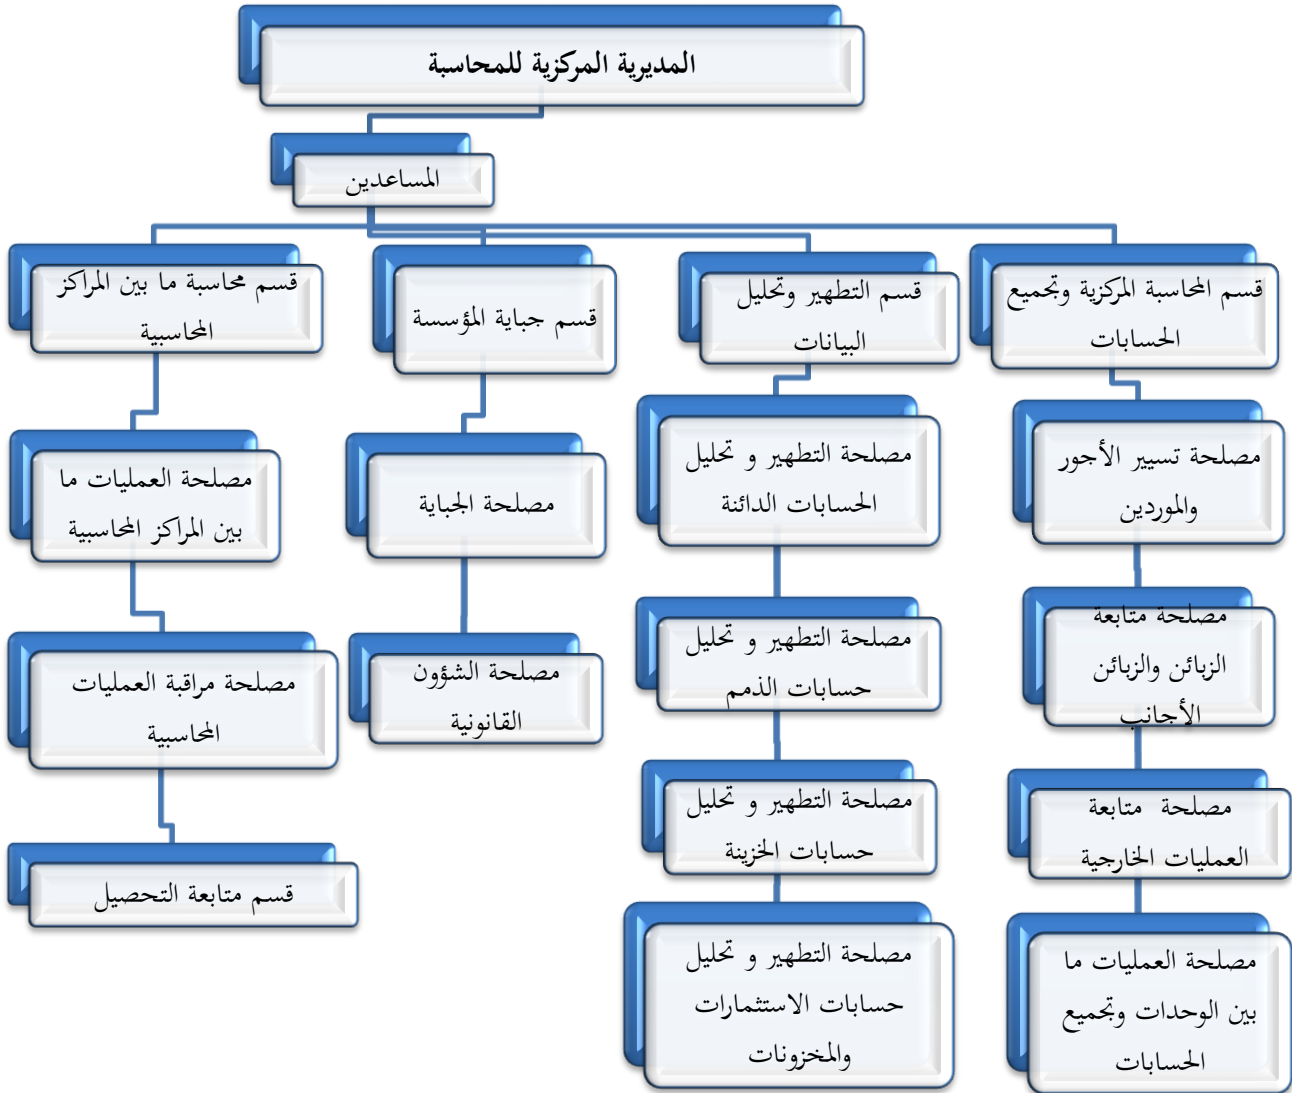 المديرية المركزية للمحاسبة
المساعدين
قسم المحاسبة المركزية وتجميع
الحسابات
مصلحة تسيير الأجور
والموردين
مصلحة متابعة
الزبائن والزبائن
الأجانب
مصلحة متابعة
العمليات الخارجية
مصلحة العمليات ما
بين الوحدات وتجميع
الحسابات
قسم التطهير وتحليل
البيانات
مصلحة التطهير و تحليل
الحسابات الدائنة
مصلحة التطهير و تحليل
حسابات الذمم
مصلحة التطهير و تحليل
حسابات الخزينة
مصلحة التطهير و تحليل
حسابات الاستثمارات
والمخزونات
قسم جباية المؤسسة
مصلحة الجباية
مصلحة الشؤون
القانونية
قسم محاسبة ما بين المراكز
المحاسبية
مصلحة العمليات ما
بين المراكز المحاسبية
مصلحة مراقبة العمليات
المحاسبية
قسم متابعة التحصيل